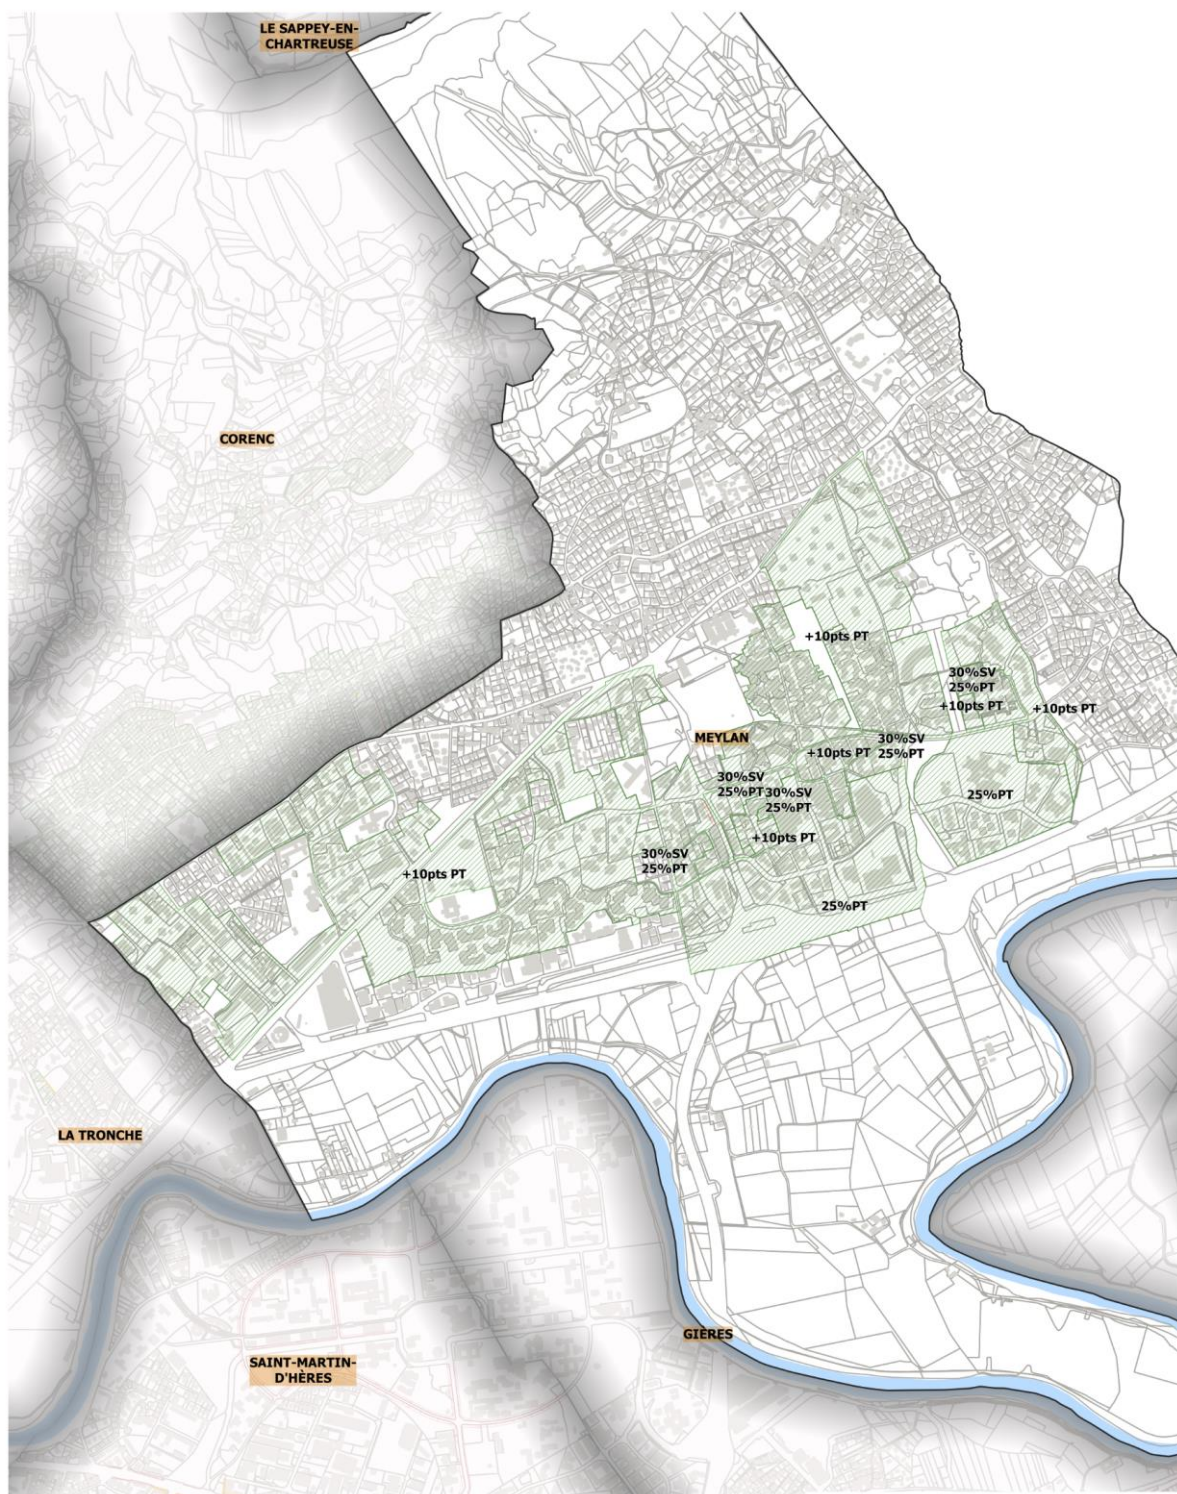 LE SAPPEY-EN-
CHARTREUSE
CORENC
+10pts PT
30%SV
25%PT
+10pts PT
+10pts PT
MEYLAN
30%SV
25%PT
+10pts PT
30%SV
25%PT
30%SV
25%PT
25%PT
+10pts PT
30%SV
25%PT
+10pts PT
25%PT
LA TRONCHE
GIÈRES
SAINT-MARTIN-
D'HÈRES